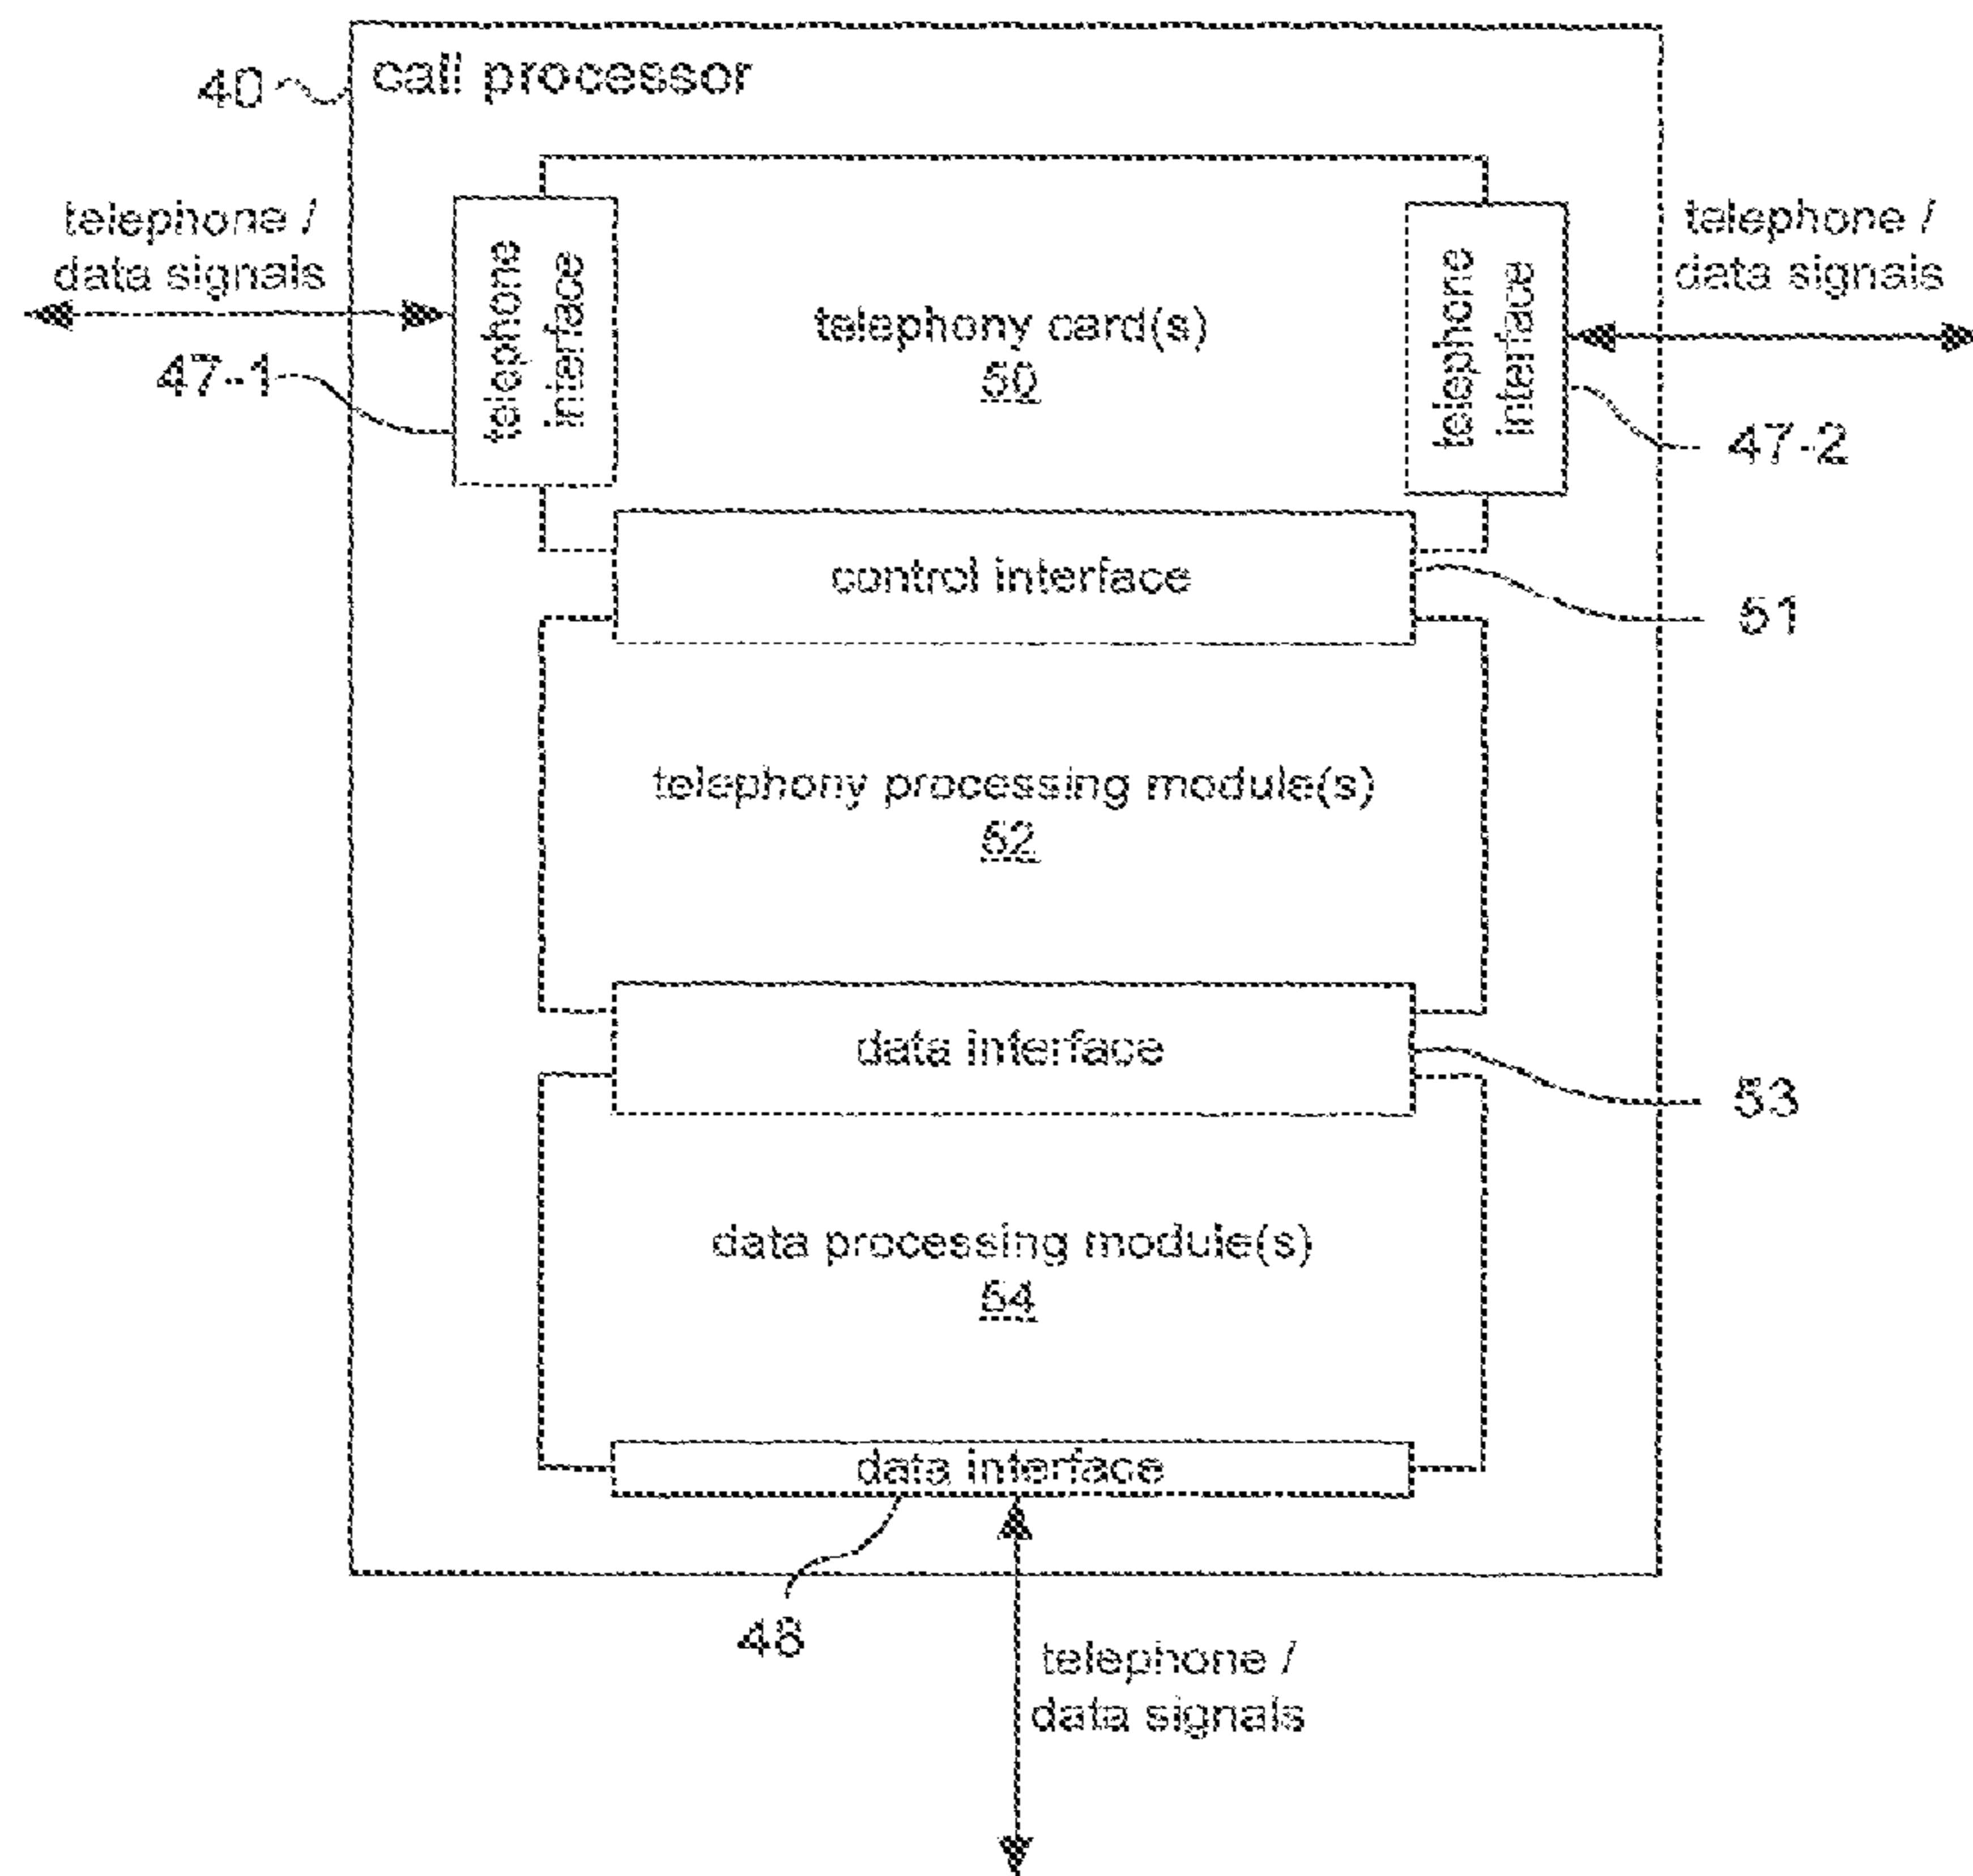 40
call processor
telephone /
data signals
telephone
interface
47-1
telephony card(s)
50
telephone
interface
telephone /
data signals
47-2
control interface
51
telephony processing module(s)
52
data interface
53
data processing module(s)
54
data interface
48
telephone /
data signals